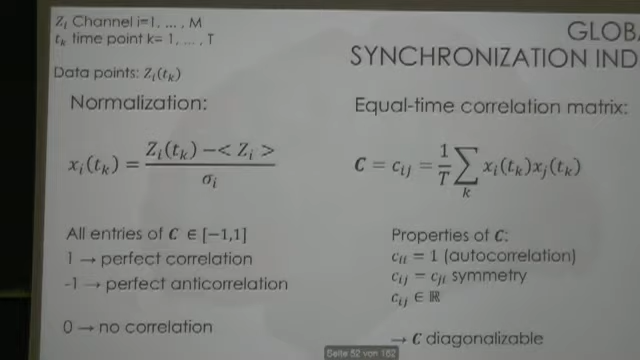 Z_i Channel i=1, ... , M
t_k time point k= 1, ... , T
Data points: Z_i(t_k)
SYNCHRONIZATION IND
Normalization:
x_i(t_k) = Z_i(t_k) −< Z_i > / σ_i
All entries of C ∈ [−1,1]
1 → perfect correlation
-1 → perfect anticorrelation
0 → no correlation
GLOBA
Equal-time correlation matrix:
C = c_ij = 1/T ∑_k x_i(t_k)x_j(t_k)
Properties of C:
c_ii = 1 (autocorrelation)
c_ij = c_ji symmetry
c_ij ∈ ℝ
→ C diagonalizable
Seite 52 von 162